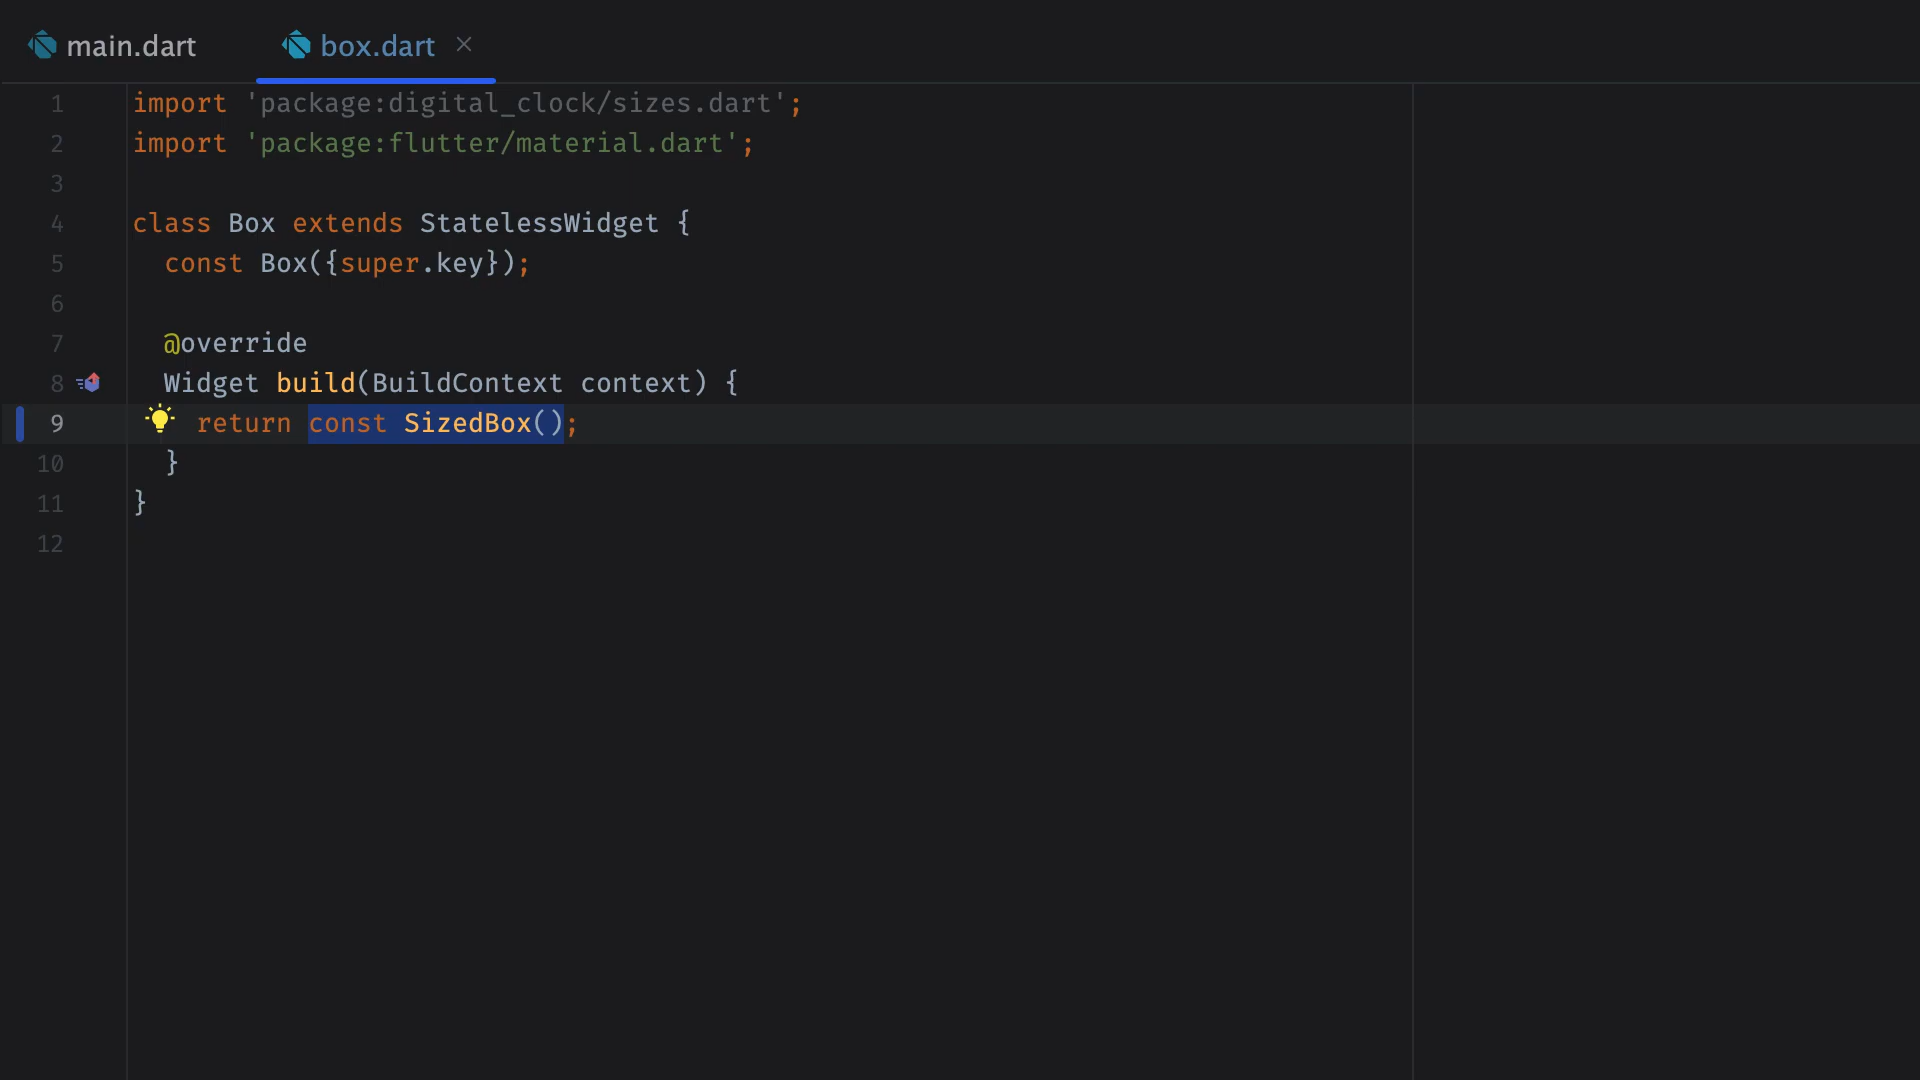 main.dart
box.dart
1 import 'package:digital_clock/sizes.dart';
2 import 'package:flutter/material.dart';
3
4 class Box extends StatelessWidget {
5   const Box({super.key});
6
7   @override
8   Widget build(BuildContext context) {
9     return const SizedBox();
10   }
11 }
12